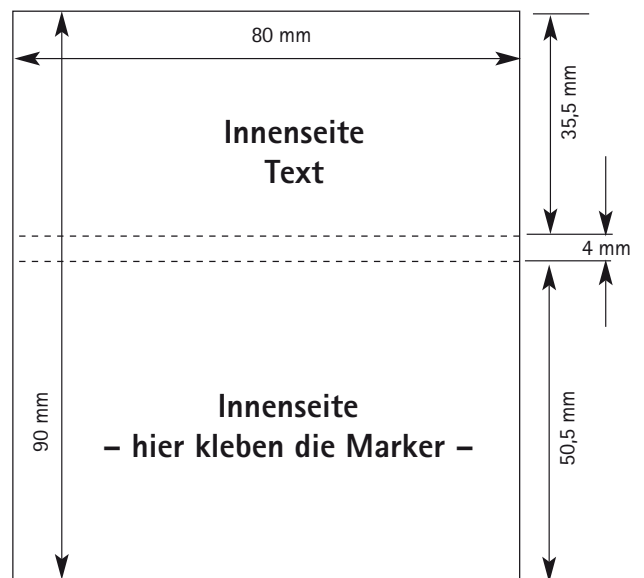 80 mm
35,5 mm
Innenseite
Text
4 mm
90 mm
Innenseite
– hier kleben die Marker –
50,5 mm